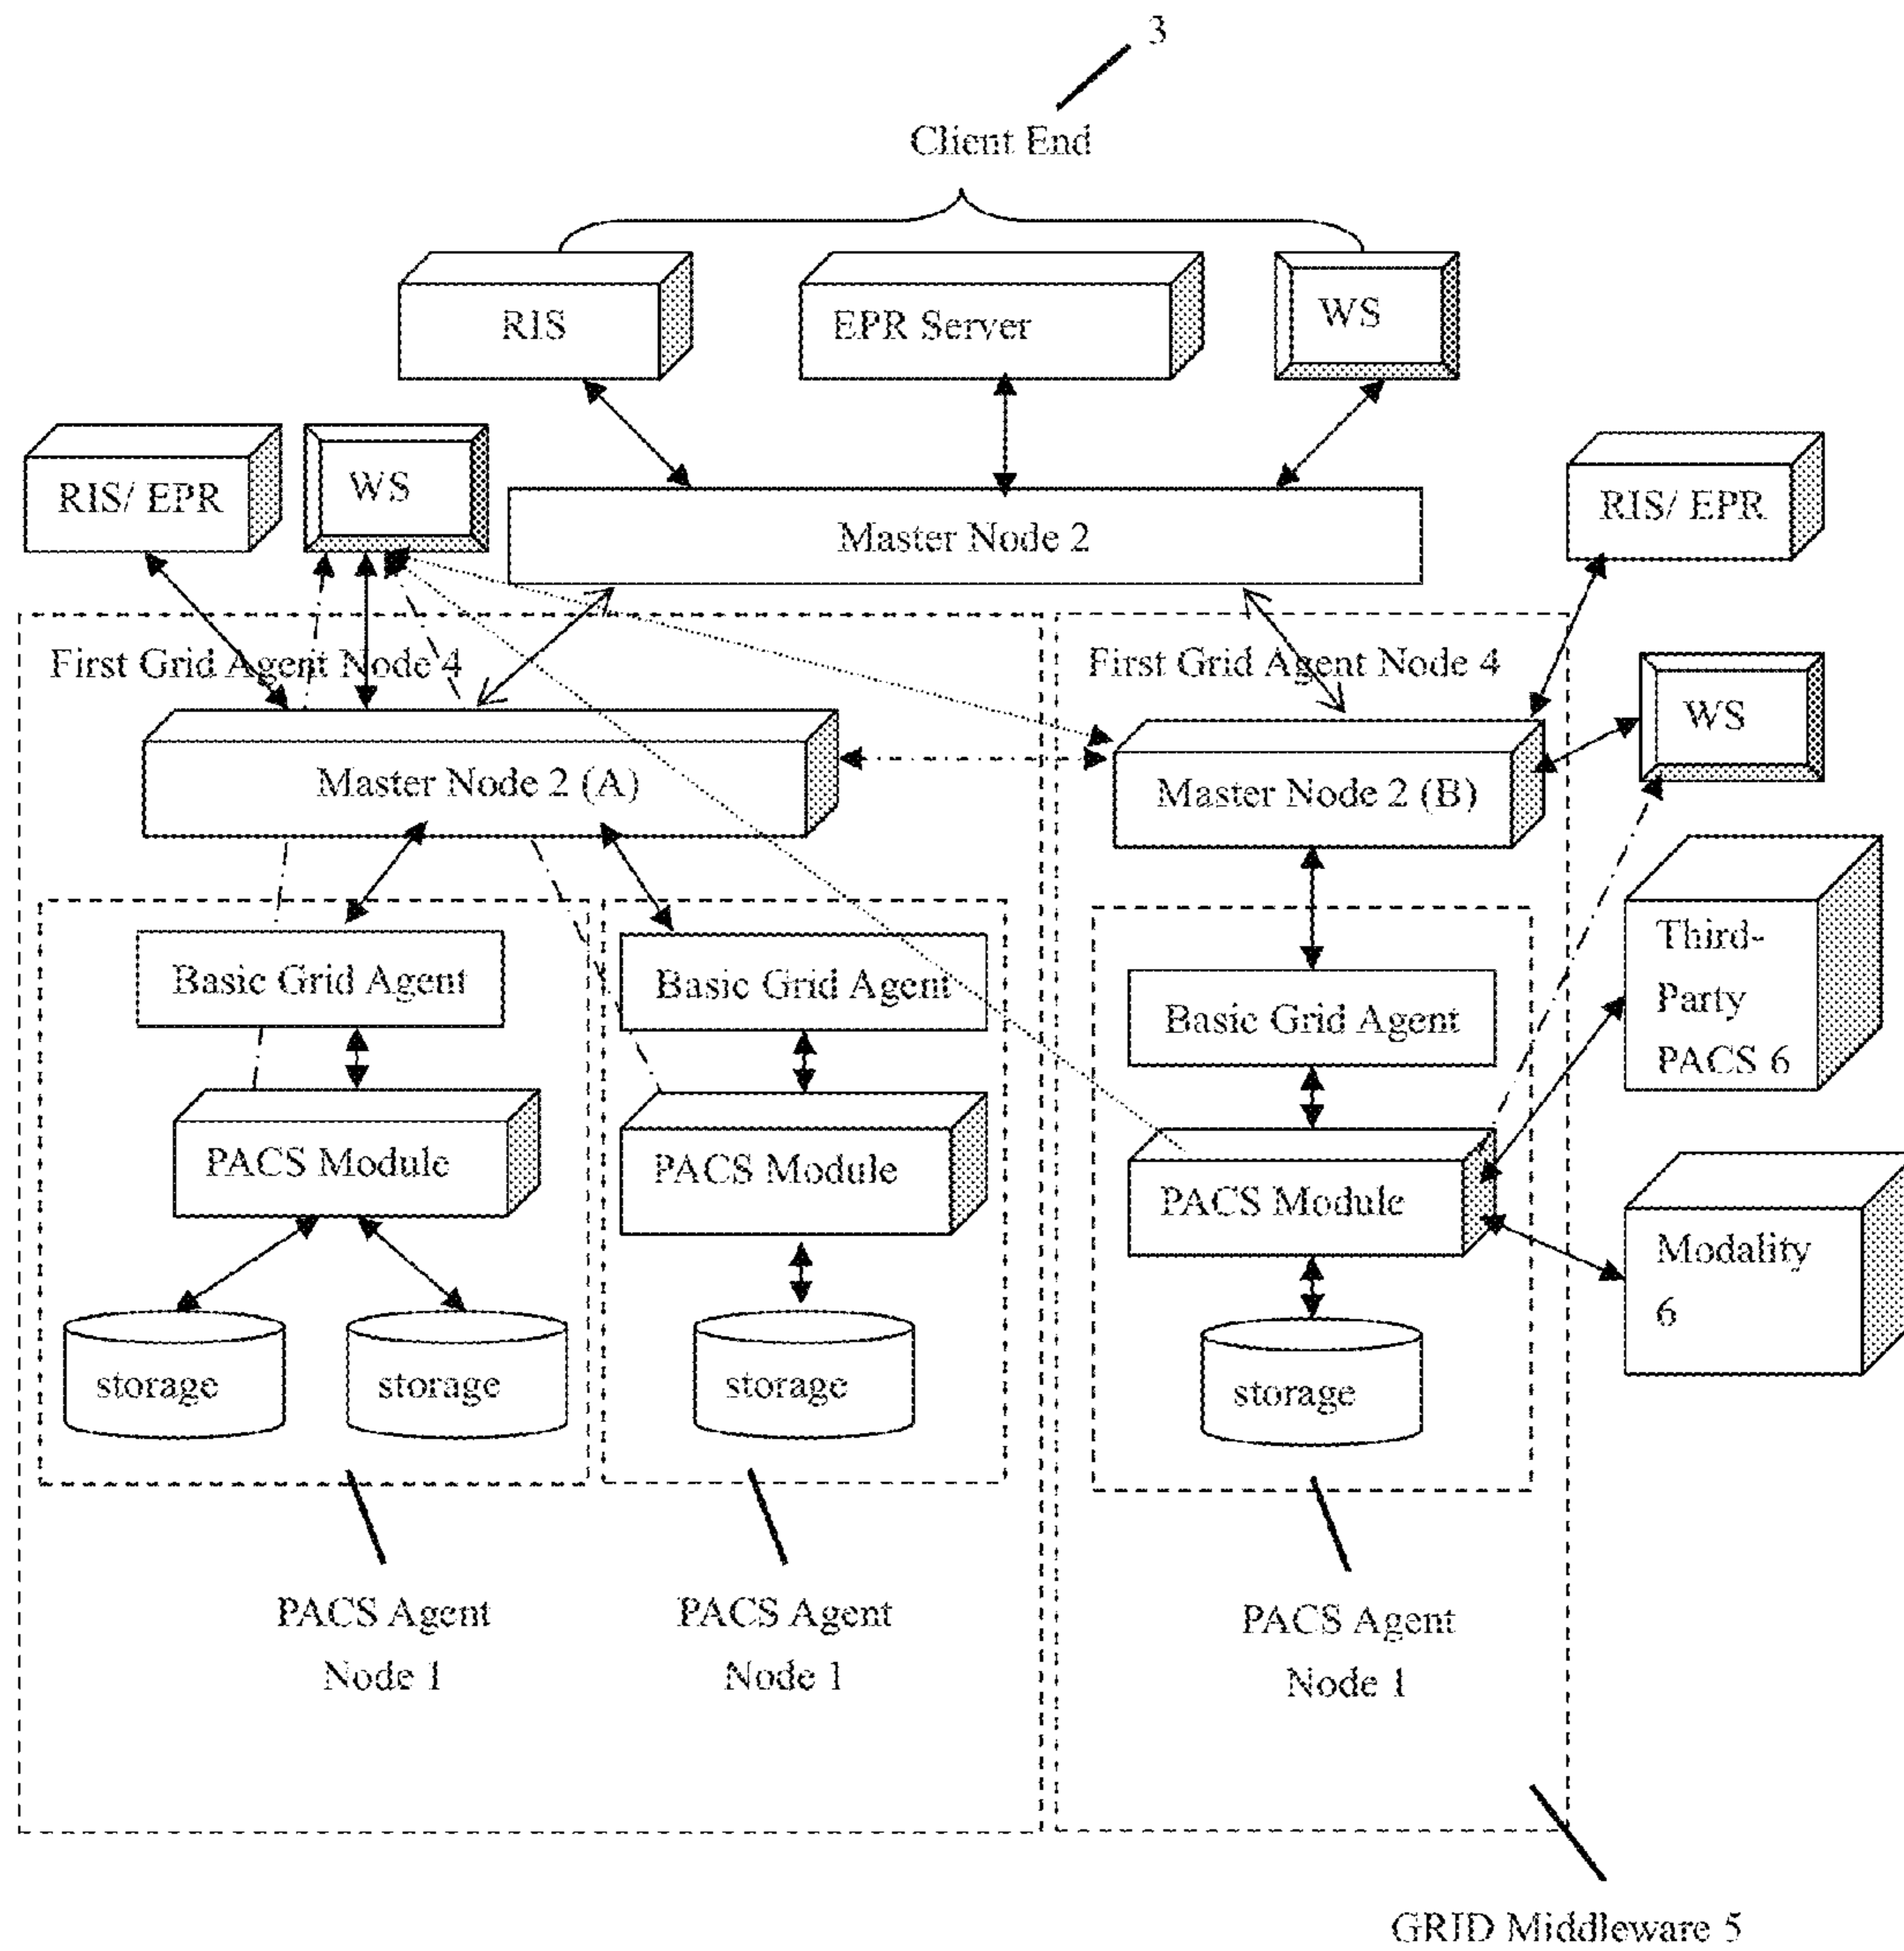 3
Client End
RIS
EPR Server
WS
RIS/ EPR
WS
Master Node 2
RIS/ EPR
First Grid Agent Node 4
First Grid Agent Node 4
WS
Master Node 2 (A)
Master Node 2 (B)
Third-
Party
PACS 6
Basic Grid Agent
Basic Grid Agent
Basic Grid Agent
PACS Module
PACS Module
PACS Module
Modality
6
storage
storage
storage
storage
PACS Agent
Node 1
PACS Agent
Node 1
PACS Agent
Node 1
GRID Middleware 5